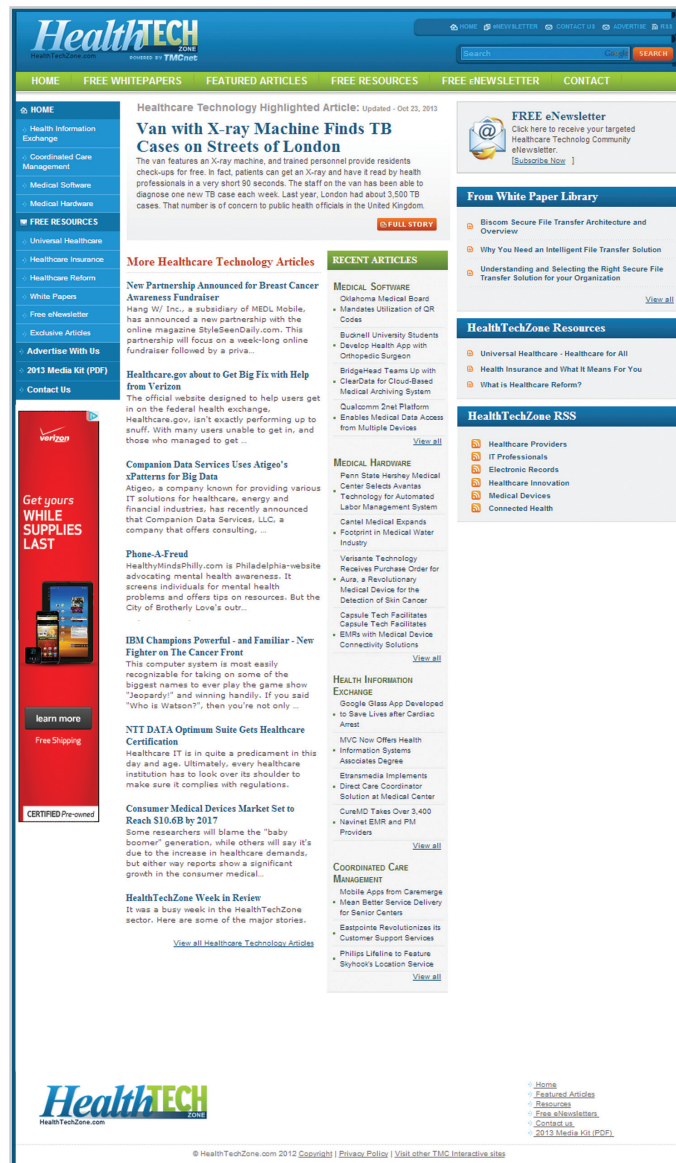 HealthTECH
ZONE
HealthTechZone.com
POWERED BY TMCnet
HOME eNEWSLETTER CONTACT US ADVERTISE RSS
Search
Google
SEARCH
HOME FREE WHITEPAPERS FEATURED ARTICLES FREE RESOURCES FREE eNEWSLETTER CONTACT
HOME
Health Information
Exchange
Coordinated Care
Management
Medical Software
Medical Hardware
FREE RESOURCES
Universal Healthcare
Healthcare Insurance
Healthcare Reform
White Papers
Free eNewsletter
Exclusive Articles
Advertise With Us
2013 Media Kit (PDF)
Contact Us
verizon
Get yours
WHILE
SUPPLIES
LAST
learn more
Free Shipping
CERTIFIED Pre-owned
Healthcare Technology Highlighted Article: Updated - Oct 23, 2013
Van with X-ray Machine Finds TB
Cases on Streets of London
The van features an X-ray machine, and trained personnel provide residents
check-ups for free. In fact, patients can get an X-ray and have it read by health
professionals in a very short 90 seconds. The staff on the van has been able to
diagnose one new TB case each week. Last year, London had about 3,500 TB
cases. That number is of concern to public health officials in the United Kingdom.
FULL STORY
More Healthcare Technology Articles
New Partnership Announced for Breast Cancer
Awareness Fundraiser
Hang W/ Inc., a subsidiary of MEDL Mobile,
has announced a new partnership with the
online magazine StyleSeenDaily.com. This
partnership will focus on a week-long online
fundraiser followed by a priva...
Healthcare.gov about to Get Big Fix with Help
from Verizon
The official website designed to help users get
in on the federal health exchange,
Healthcare.gov, isn't exactly performing up to
snuff. With many users unable to get in, and
those who managed to get ...
Companion Data Services Uses Atigeo's
xPatterns for Big Data
Atigeo, a company known for providing various
IT solutions for healthcare, energy and
financial industries, has recently announced
that Companion Data Services, LLC, a
company that offers consulting, ...
Phone-A-Freud
HealthyMindsPhilly.com is Philadelphia-website
advocating mental health awareness. It
screens individuals for mental health
problems and offers tips on resources. But the
City of Brotherly Love's outr...
IBM Champions Powerful - and Familiar - New
Fighter on The Cancer Front
This computer system is most easily
recognizable for taking on some of the
biggest names to ever play the game show
"Jeopardy!" and winning handily. If you said
"Who is Watson?", then you're not only ...
NTT DATA Optimum Suite Gets Healthcare
Certification
Healthcare IT is in quite a predicament in this
day and age. Ultimately, every healthcare
institution has to look over its shoulder to
make sure it complies with regulations.
Consumer Medical Devices Market Set to
Reach $10.6B by 2017
Some researchers will blame the "baby
boomer" generation, while others will say it's
due to the increase in healthcare demands,
but either way reports show a significant
growth in the consumer medical...
HealthTechZone Week in Review
It was a busy week in the HealthTechZone
sector. Here are some of the major stories.
View all Healthcare Technology Articles
RECENT ARTICLES
MEDICAL SOFTWARE
Oklahoma Medical Board
Mandates Utilization of QR
Codes
Bucknell University Students
Develop Health App with
Orthopedic Surgeon
BridgeHead Teams Up with
ClearData for Cloud-Based
Medical Archiving System
Qualcomm 2net Platform
Enables Medical Data Access
from Multiple Devices
View all
MEDICAL HARDWARE
Penn State Hershey Medical
Center Selects Avantas
Technology for Automated
Labor Management System
Cantel Medical Expands
Footprint in Medical Water
Industry
Verisante Technology
Receives Purchase Order for
Aura, a Revolutionary
Medical Device for the
Detection of Skin Cancer
Capsule Tech Facilitates
Capsule Tech Facilitates
EMRs with Medical Device
Connectivity Solutions
View all
HEALTH INFORMATION
EXCHANGE
Google Glass App Developed
to Save Lives after Cardiac
Arrest
MVC Now Offers Health
Information Systems
Associates Degree
Etransmedia Implements
Direct Care Coordinator
Solution at Medical Center
CureMD Takes Over 3,400
Navinet EMR and PM
Providers
View all
COORDINATED CARE
MANAGEMENT
Mobile Apps from Caremerge
Mean Better Service Delivery
for Senior Centers
Eastpointe Revolutionizes its
Customer Support Services
Philips Lifeline to Feature
Skyhook's Location Service
View all
FREE eNewsletter
Click here to receive your targeted
Healthcare Technolog Community
eNewsletter.
[Subscribe Now ]
From White Paper Library
Biscom Secure File Transfer Architecture and
Overview
Why You Need an Intelligent File Transfer Solution
Understanding and Selecting the Right Secure File
Transfer Solution for your Organization
View all
HealthTechZone Resources
Universal Healthcare - Healthcare for All
Health Insurance and What It Means For You
What is Healthcare Reform?
HealthTechZone RSS
Healthcare Providers
IT Professionals
Electronic Records
Healthcare Innovation
Medical Devices
Connected Health
HealthTECH
ZONE
HealthTechZone.com
Home
Featured Articles
Resources
Free eNewsletters
Contact us
2013 Media Kit (PDF)
© HealthTechZone.com 2012 Copyright | Privacy Policy | Visit other TMC Interactive sites